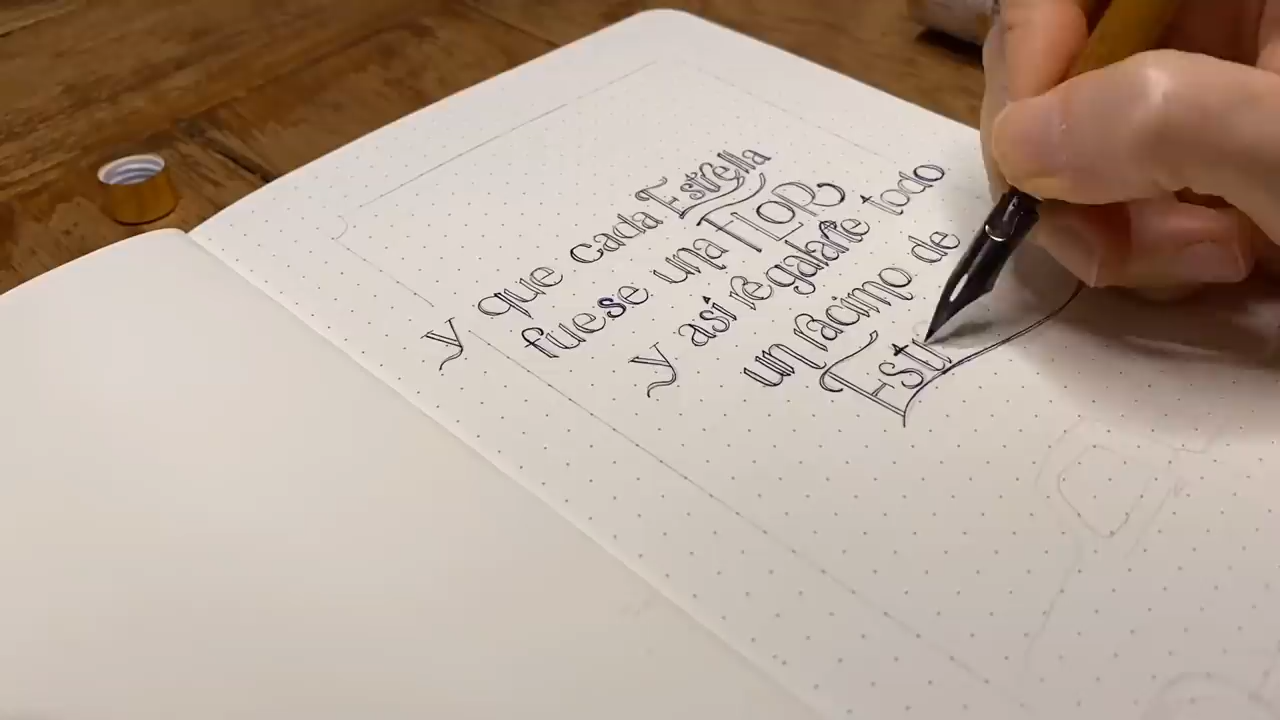 y que cada Estrella
fuese una FLOR
y así regalarte todo
un racimo de
Estr